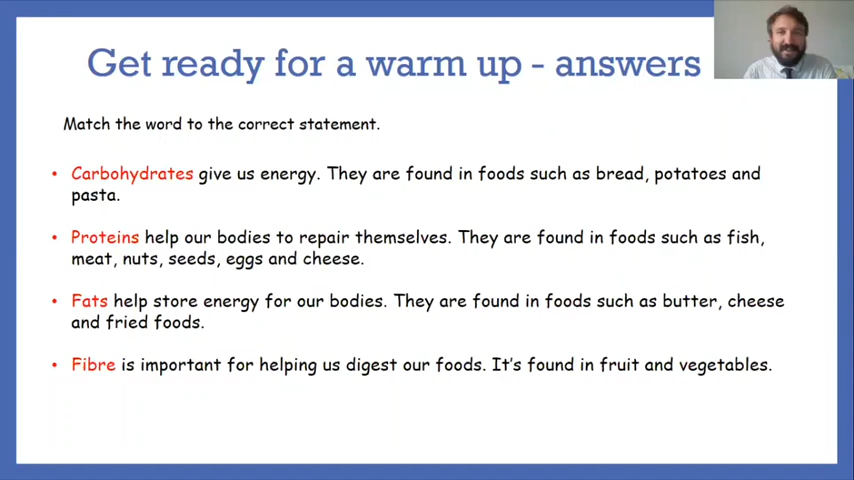 Get ready for a warm up - answers
Match the word to the correct statement.
• Carbohydrates give us energy. They are found in foods such as bread, potatoes and
pasta.
• Proteins help our bodies to repair themselves. They are found in foods such as fish,
meat, nuts, seeds, eggs and cheese.
• Fats help store energy for our bodies. They are found in foods such as butter, cheese
and fried foods.
• Fibre is important for helping us digest our foods. It's found in fruit and vegetables.